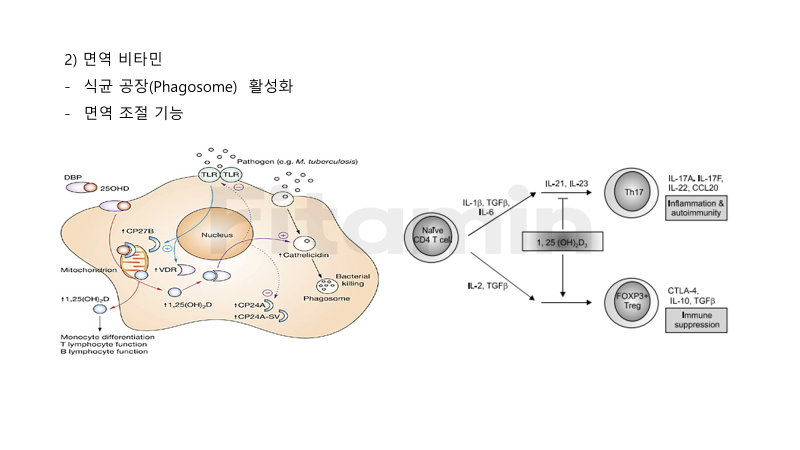 2) 면역 비타민
- 식균 공장(Phagosome) 활성화
- 면역 조절 기능
Pathogen (e.g. M. tuberculosis)
TLR TLR
DBP
25OHD
Nucleus
↑CP27B
Mitochondrion
↑VDR
↑Cathelicidin
Bacterial
killing
Phagosome
↑1,25(OH)₂D
↑1,25(OH)D
↑CP24A
↑CP24A-SV
Monocyte differentiation
T lymphocyte function
B lymphocyte function
Naïve
CD4 T cell
IL-1β, TGFβ,
IL-6
IL-21, IL-23
Th17
IL-17A. IL-17F,
IL-22, CCL20
Inflammation &
autoimmunity
1, 25 (OH)₂D₃
IL-2, TGFβ
FOXP3+
Treg
CTLA-4,
IL-10, TGFβ
Immune
suppression
Fitamin